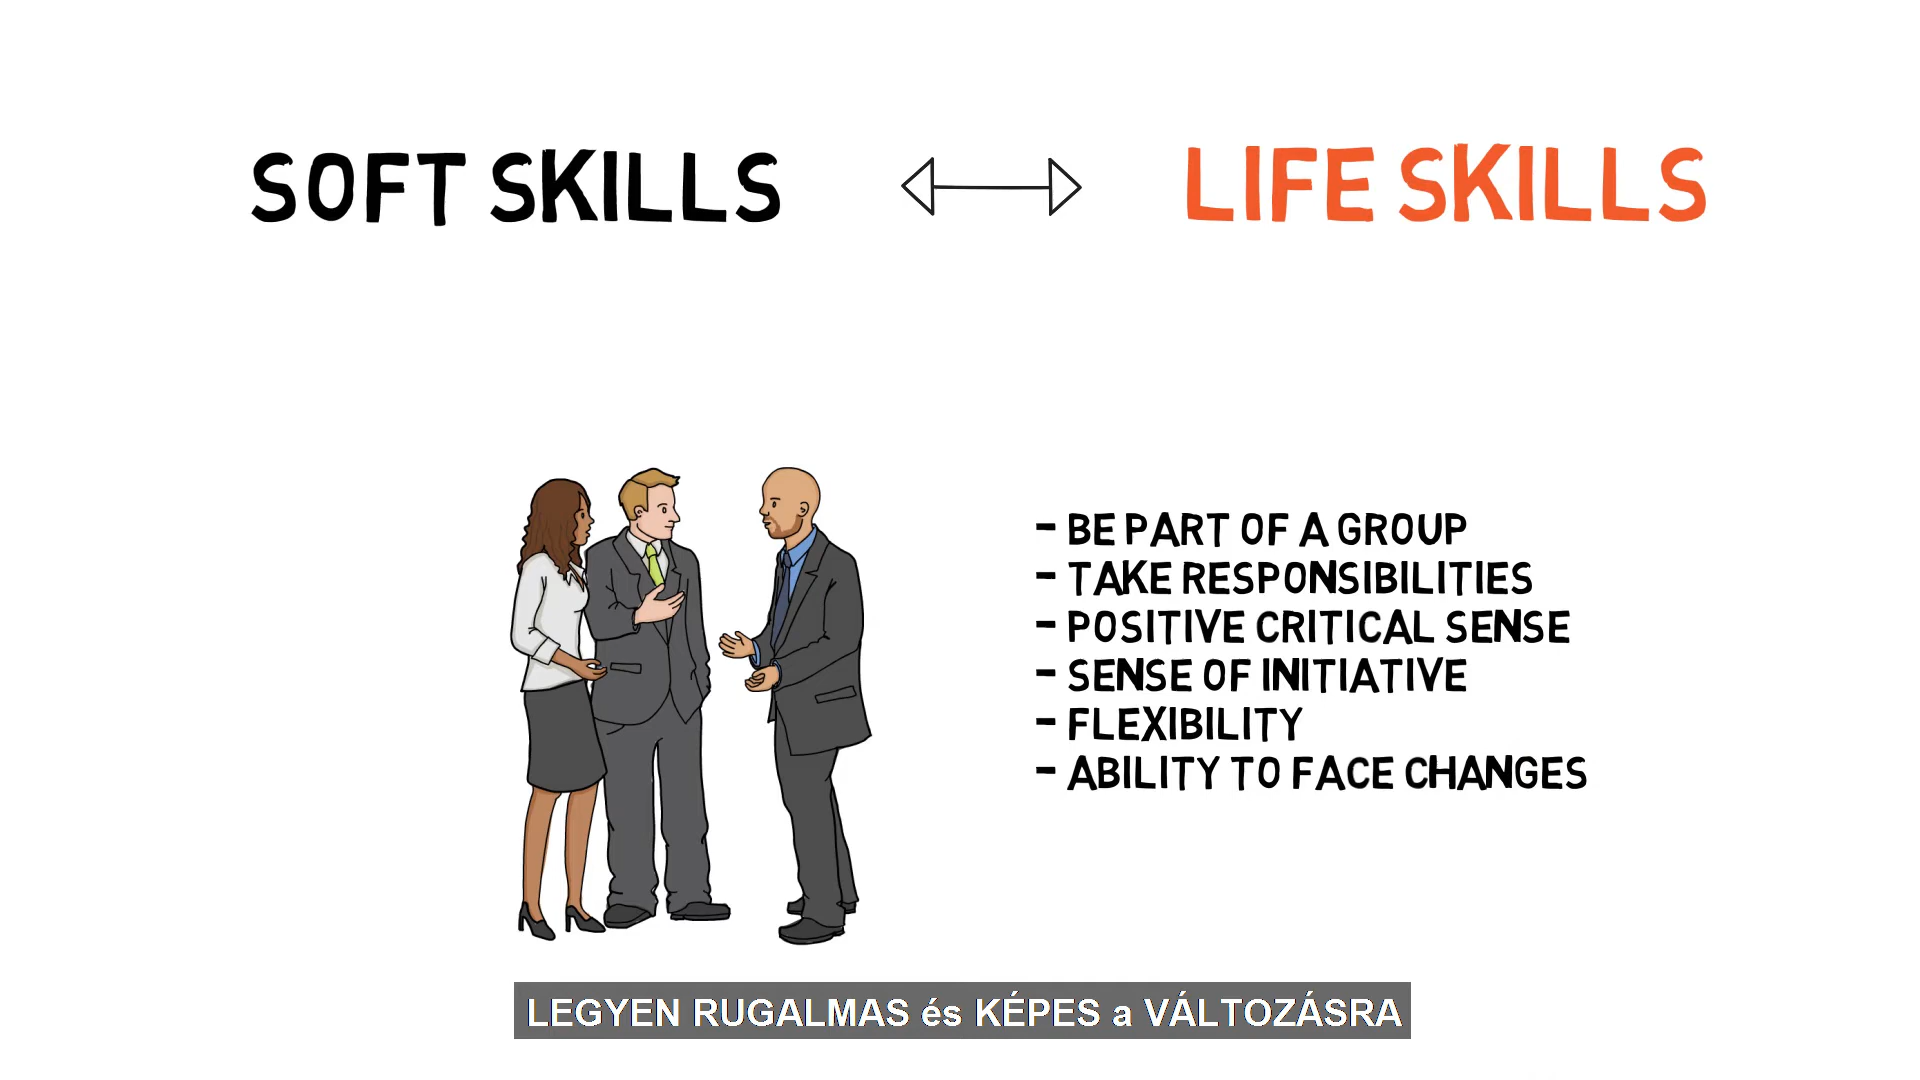 SOFT SKILLS
LIFE SKILLS
- BE PART OF A GROUP
- TAKE RESPONSIBILITIES
- POSITIVE CRITICAL SENSE
- SENSE OF INITIATIVE
- FLEXIBILITY
- ABILITY TO FACE CHANGES
LEGYEN RUGALMAS és KÉPES a VÁLTOZÁSRA